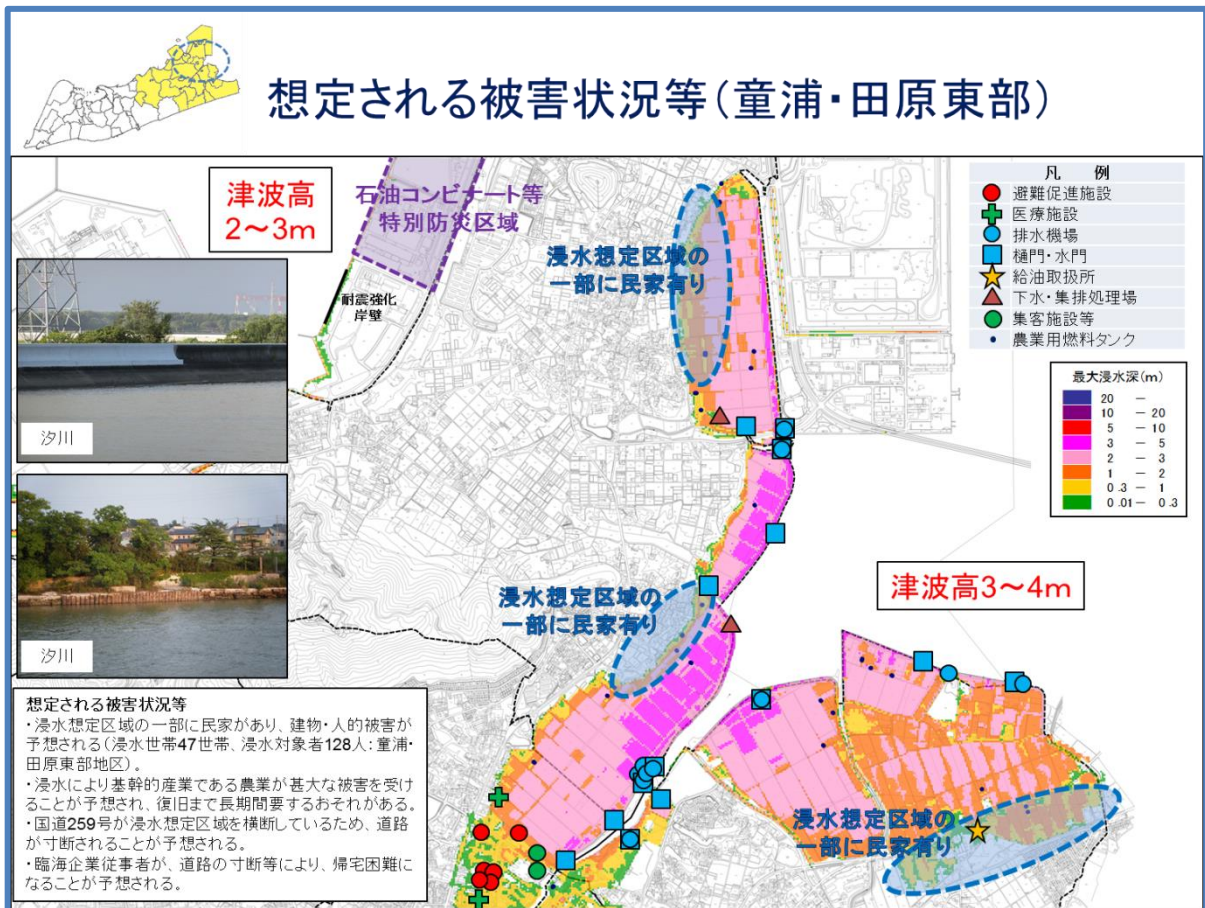 想定される被害状況等（童浦・田原東部）
津波高
2～3m
石油コンビナート等
特別防災区域
浸水想定区域の
一部に民家有り
耐震強化
岸壁
汐川
汐川
凡 例
避難促進施設
医療施設
排水機場
樋門・水門
給油取扱所
下水・集排処理場
集客施設等
農業用燃料タンク
最大浸水深(m)
20 －
10 － 20
5 － 10
3 － 5
2 － 3
1 － 2
0.3 － 1
0.01 － 0.3
浸水想定区域の
一部に民家有り
津波高3～4m
浸水想定区域の
一部に民家有り
想定される被害状況等
・浸水想定区域の一部に民家があり、建物・人的被害が
予想される（浸水世帯47世帯、浸水対象者128人：童浦・
田原東部地区）。
・浸水により基幹的産業である農業が甚大な被害を受け
ることが予想され、復旧まで長期間要するおそれがある。
・国道259号が浸水想定区域を横断しているため、道路
が寸断されることが予想される。
・臨海企業従事者が、道路の寸断等により、帰宅困難に
なることが予想される。